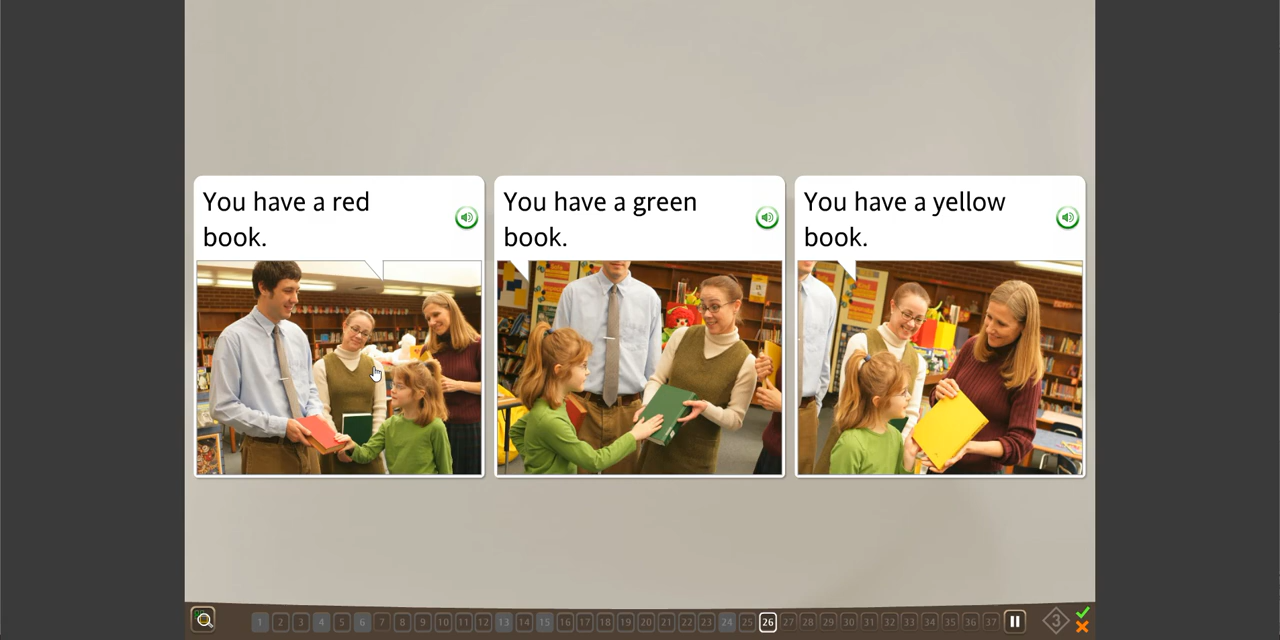 You have a red
book.
You have a green
book.
You have a yellow
book.
1 2 3 4 5 6 7 8 9 10 11 12 13 14 15 16 17 18 19 20 21 22 23 24 25 26 27 28 29 30 31 32 33 34 35 36 37
3